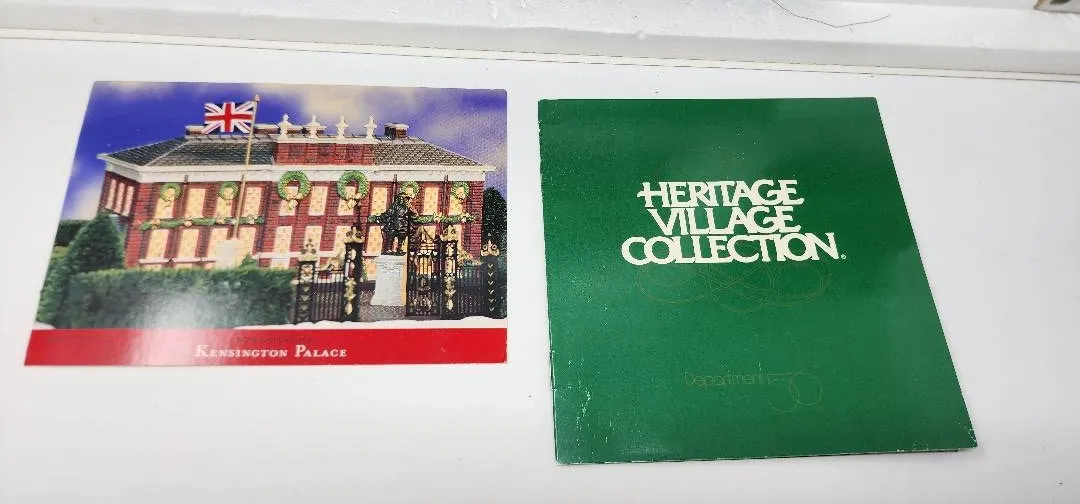 Kensington Palace
HERITAGE
VILLAGE
COLLECTION®
Department 56